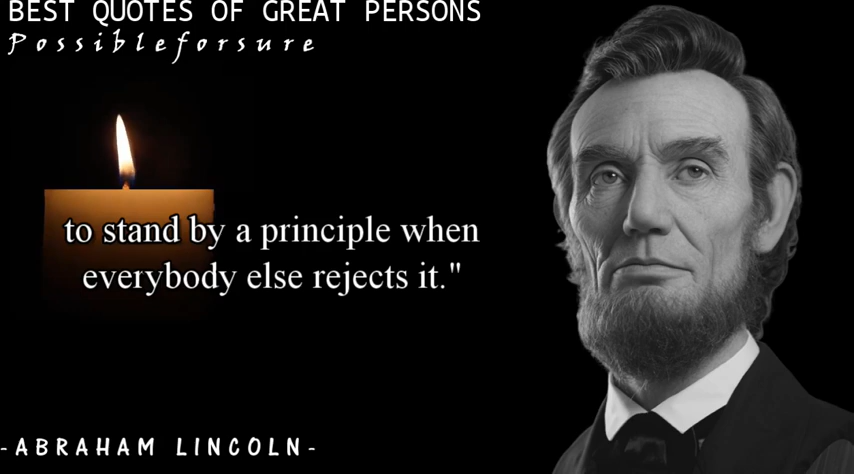 BEST QUOTES OF GREAT PERSONS
Possibleforsure
to stand by a principle when
everybody else rejects it."
-ABRAHAM LINCOLN-